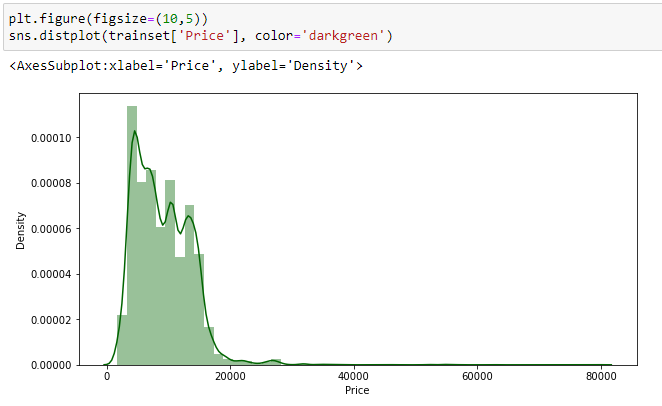 plt.figure(figsize=(10,5))
sns.distplot(trainset['Price'], color='darkgreen')
<AxesSubplot:xlabel='Price', ylabel='Density'>
0.00010
0.00008
0.00006
0.00004
0.00002
0.00000
Density
0
20000
40000
60000
80000
Price